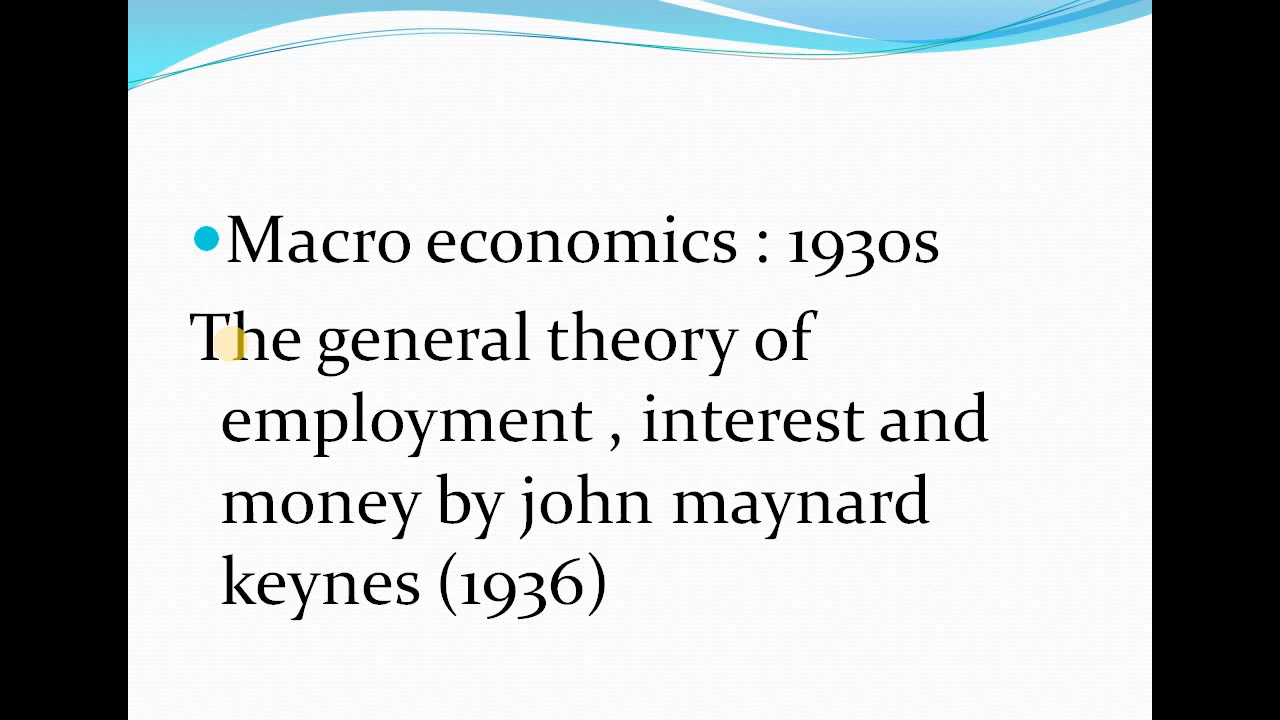 •Macro economics : 1930s
The general theory of
employment , interest and
money by john maynard
keynes (1936)